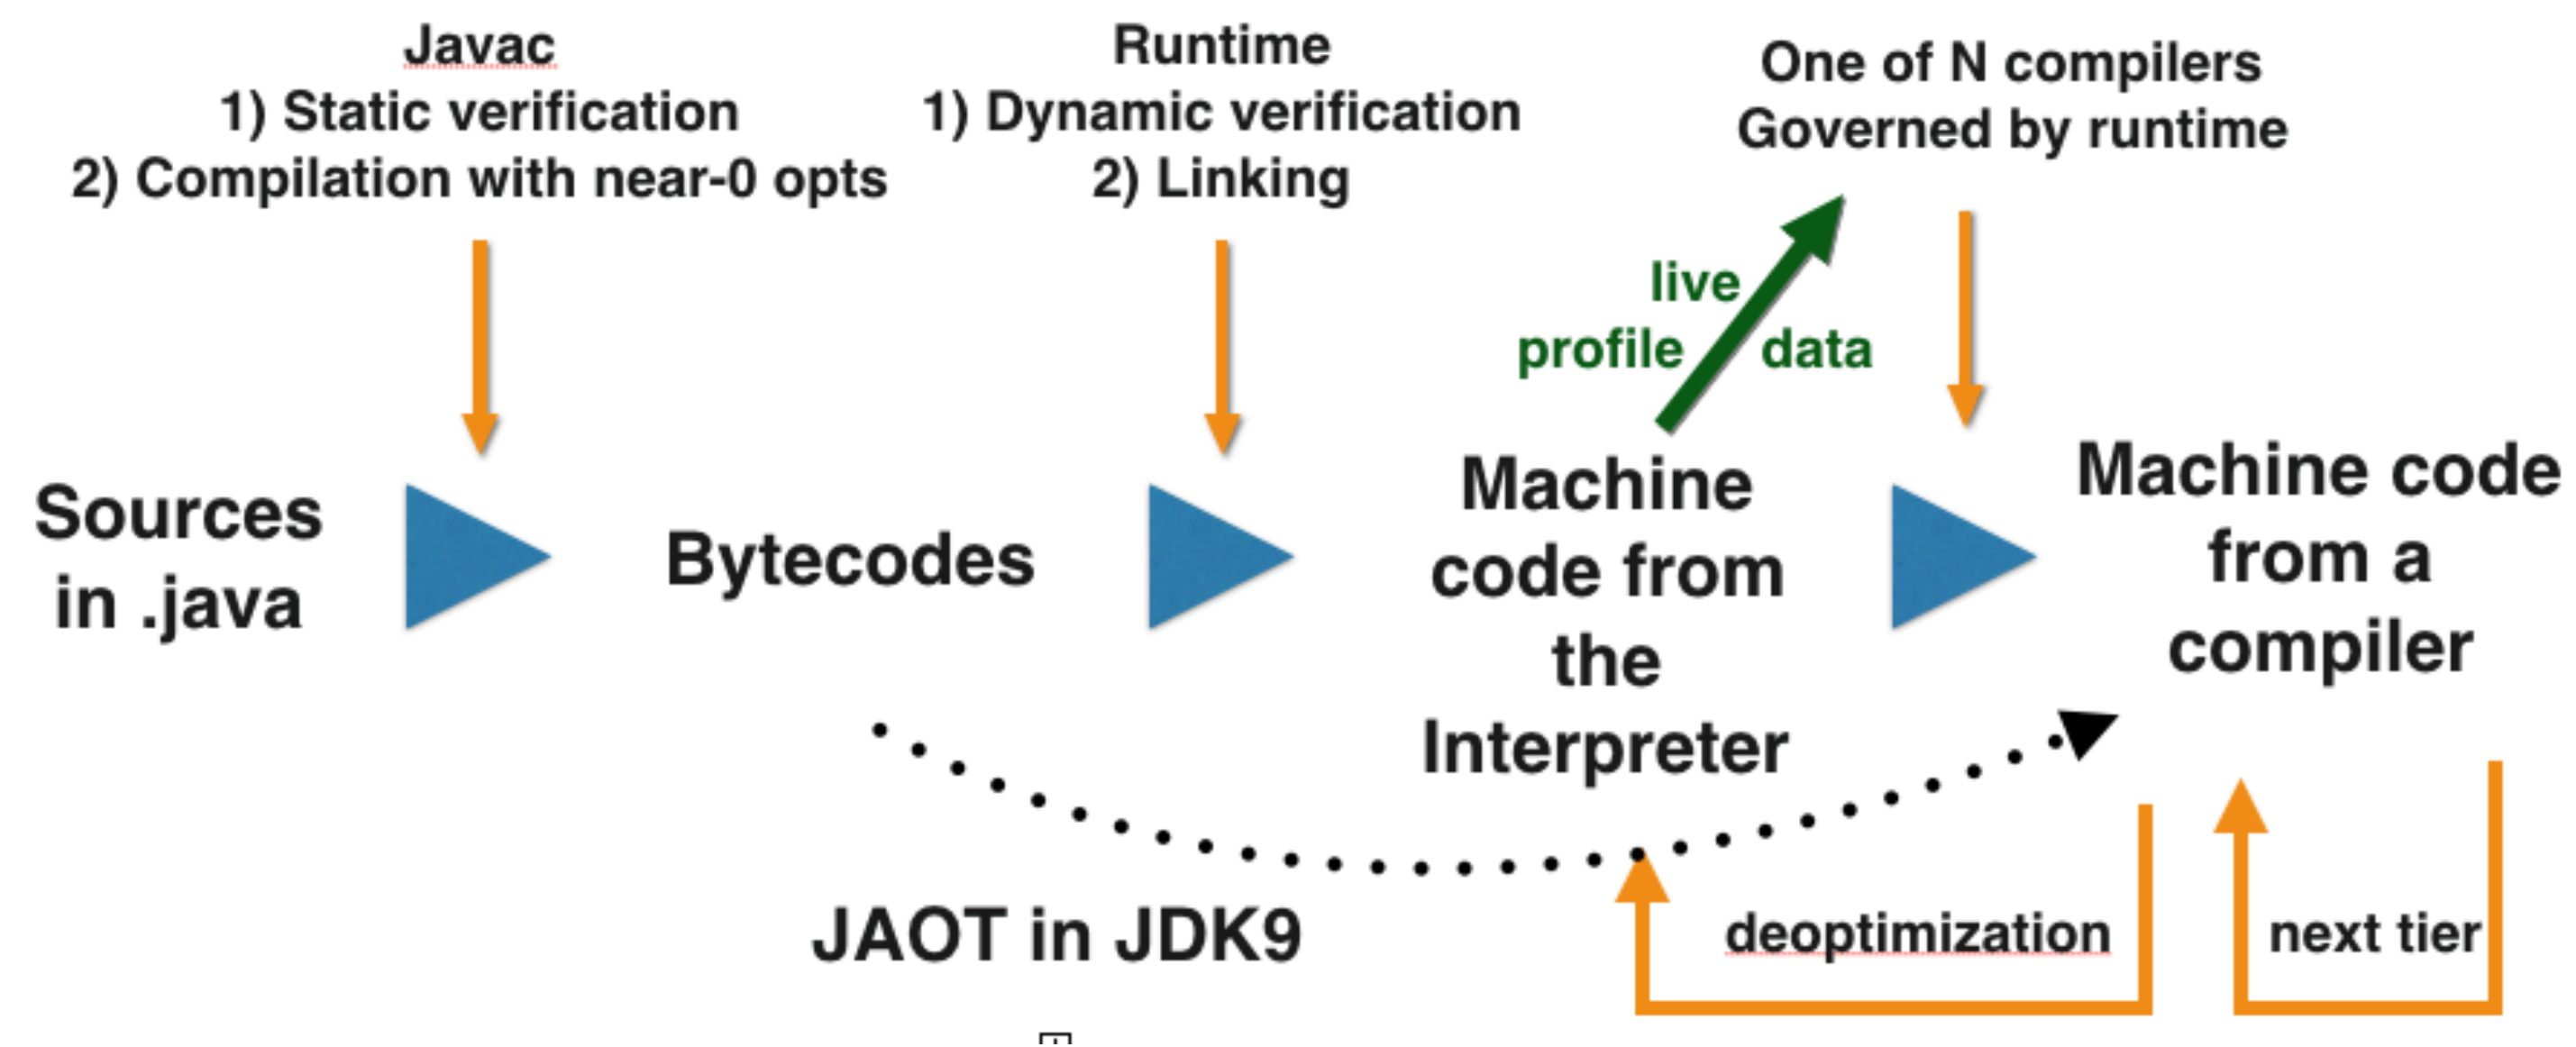 Javac
1) Static verification
2) Compilation with near-0 opts
Runtime
1) Dynamic verification
2) Linking
One of N compilers
Governed by runtime
live
profile data
Sources
in .java
Bytecodes
Machine
code from
the
Interpreter
Machine code
from a
compiler
JAOT in JDK9
deoptimization
next tier